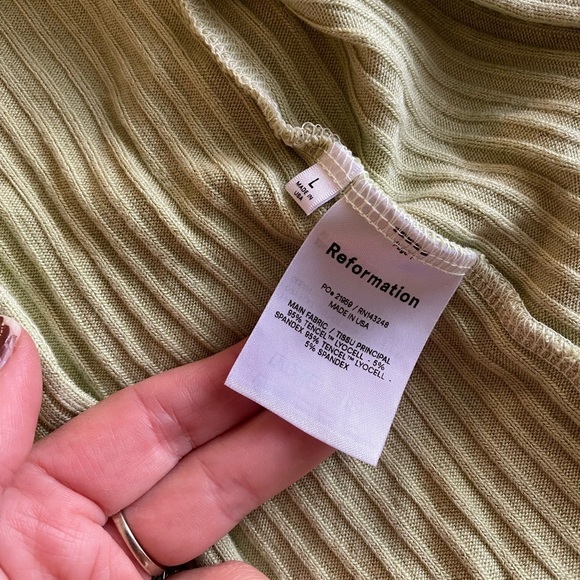 L
MADE IN
USA
Reformation
PO# 21959 / RN143248
MADE IN USA
MAIN FABRIC / TISSU PRINCIPAL
95% TENCEL™ LYOCELL . 5%
SPANDEX 95% TENCEL™ LYOCELL .
5% SPANDEX